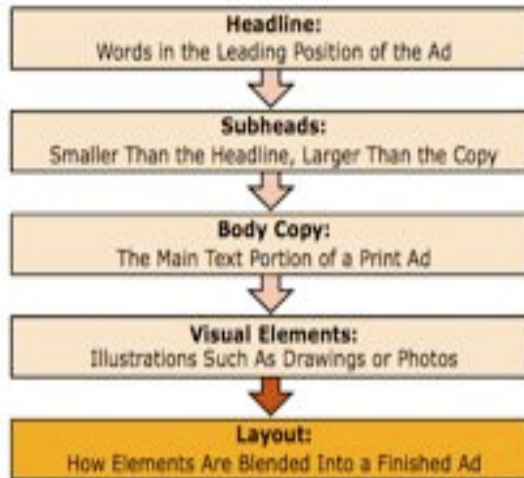 Headline:
Words in the Leading Position of the Ad
Subheads:
Smaller Than the Headline, Larger Than the Copy
Body Copy:
The Main Text Portion of a Print Ad
Visual Elements:
Illustrations Such As Drawings or Photos
Layout:
How Elements Are Blended Into a Finished Ad